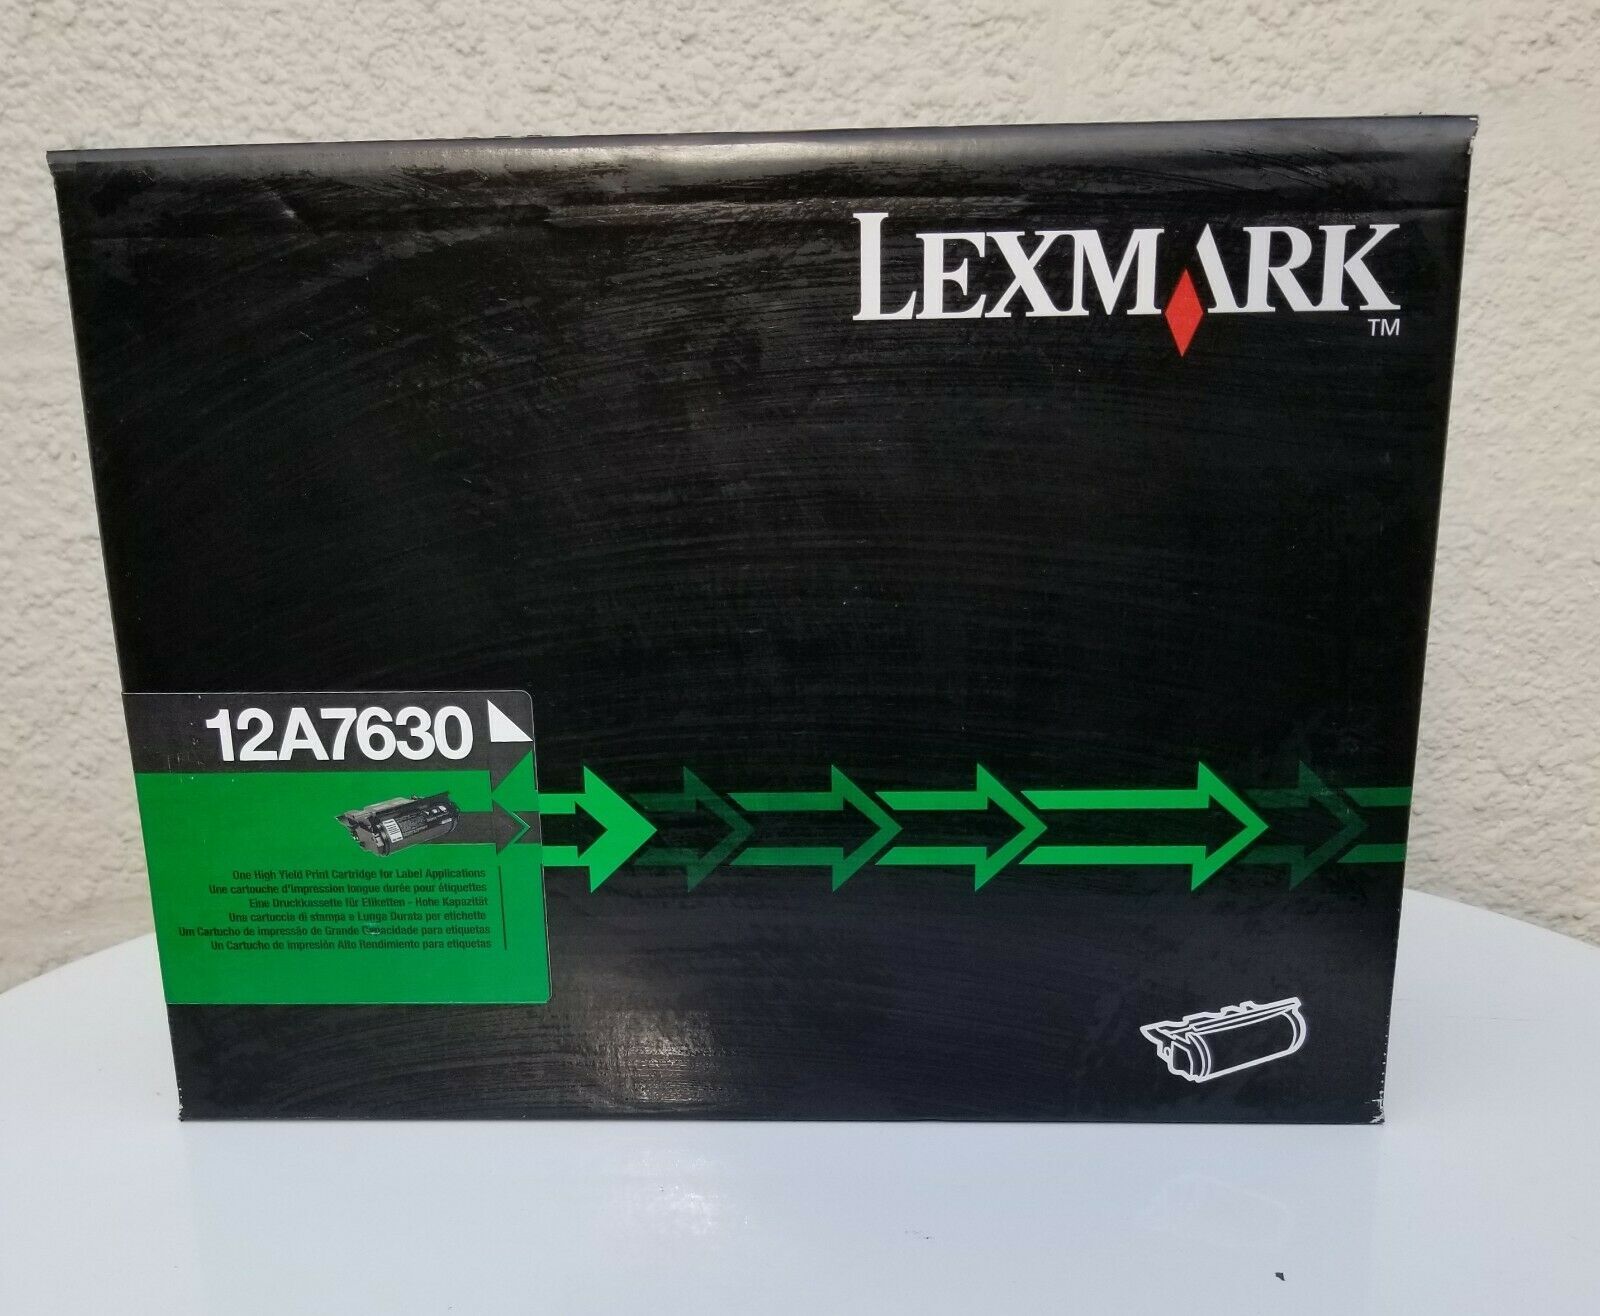 LEXMARK
TM
12A7630
One High Yield Print Cartridge for Label Applications
Une cartouche d'impression longue durée pour étiquettes
Eine Druckkassette für Etiketten - Hohe Kapazität
Una cartuccia di stampa a Lunga Durata per etichette
Um Cartucho de impressão de Grande Capacidade para etiquetas
Un Cartucho de impresión Alto Rendimiento para etiquetas